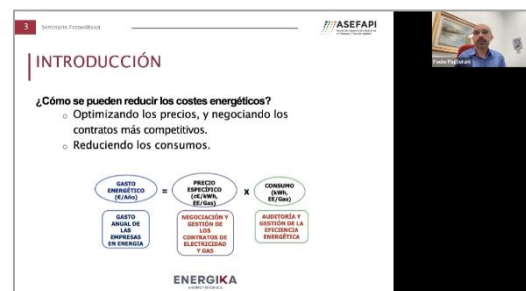 3 Seminario Fotovoltaica
ASEFAPI
INTRODUCCIÓN
¿Cómo se pueden reducir los costes energéticos?
Optimizando los precios, y negociando los
contratos más competitivos.
Reduciendo los consumos.
GASTO
ENERGÉTICO
(€/Año)
=
PRECIO
ESPECÍFICO
(c€/kWh,
EE/Gas)
x
CONSUMO
(kWh,
EE/Gas)
GASTO
ANUAL DE
LAS
EMPRESAS
EN ENERGIA
NEGOCIACIÓN Y
GESTIÓN DE
LOS
CONTRATOS DE
ELECTRICIDAD
Y GAS
AUDITORÍA Y
GESTIÓN DE LA
EFICIENCIA
ENERGÉTICA
ENERGIKA
Paolo